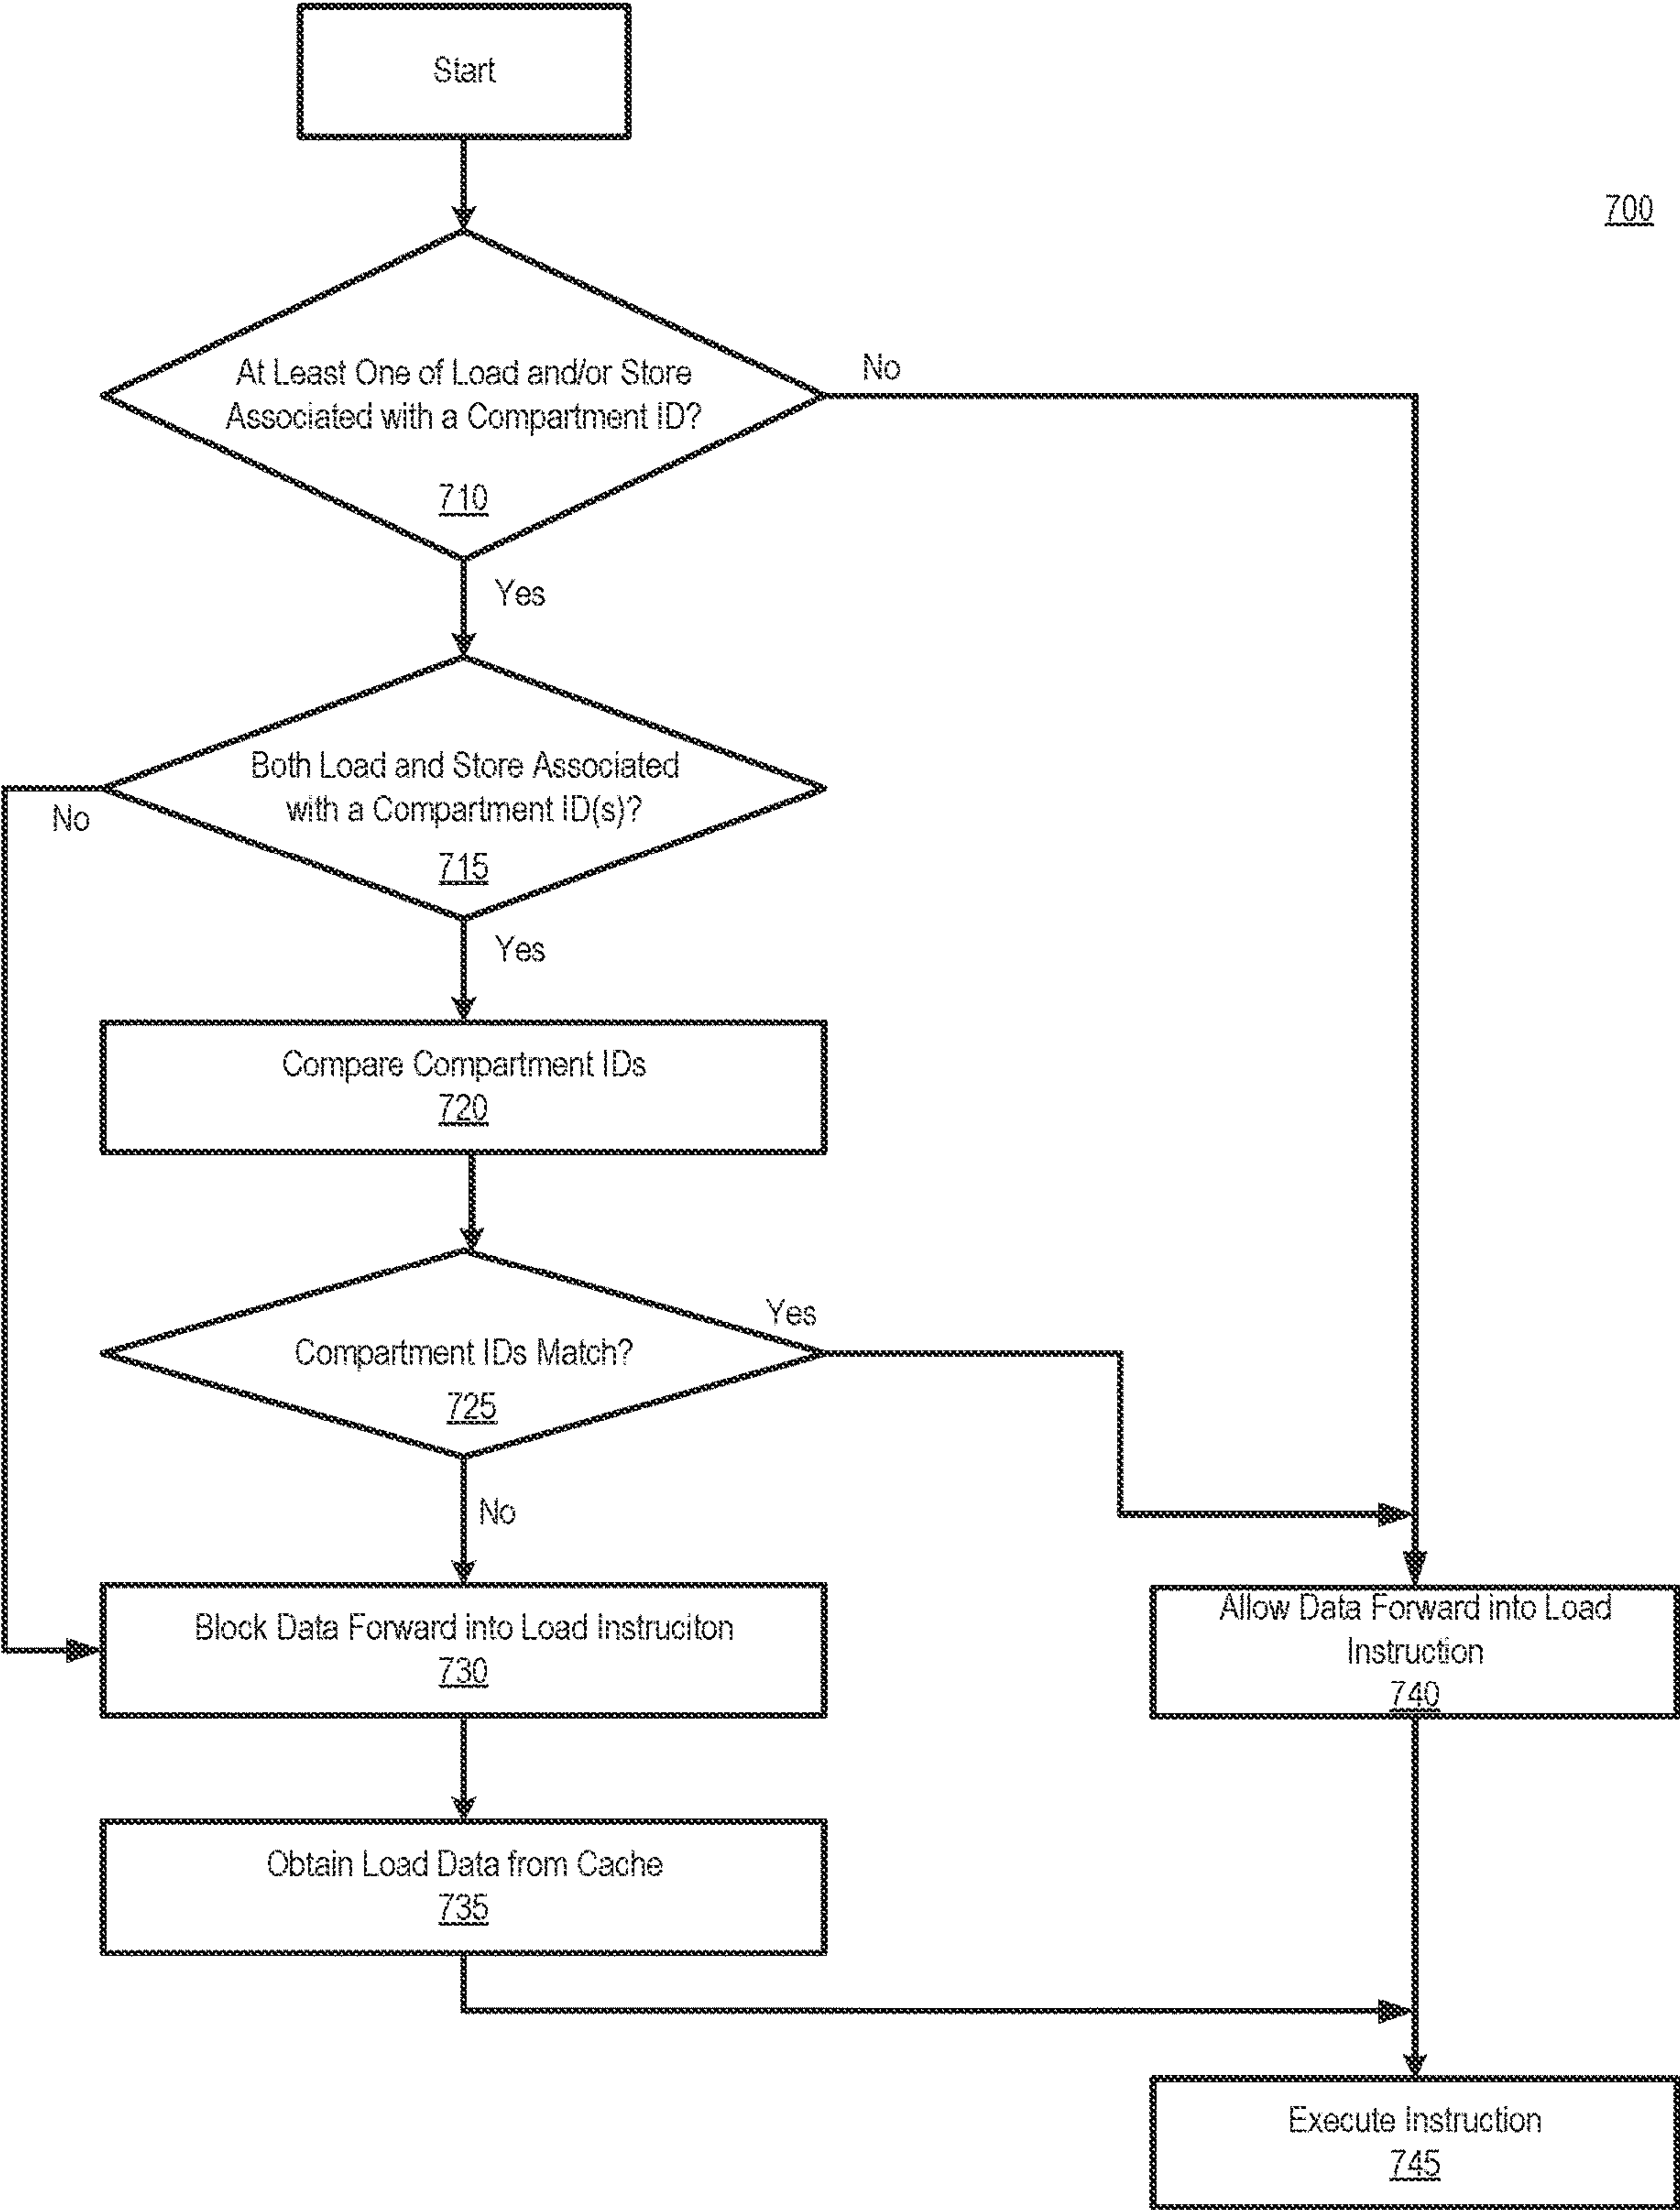 Start
700
At Least One of Load and/or Store
Associated with a Compartment ID?
710
No
Yes
Both Load and Store Associated
with a Compartment ID(s)?
715
No
Yes
Compare Compartment IDs
720
Yes
Compartment IDs Match?
725
No
Block Data Forward into Load Instruciton
730
Allow Data Forward into Load
Instruction
740
Obtain Load Data from Cache
735
Execute Instruction
745